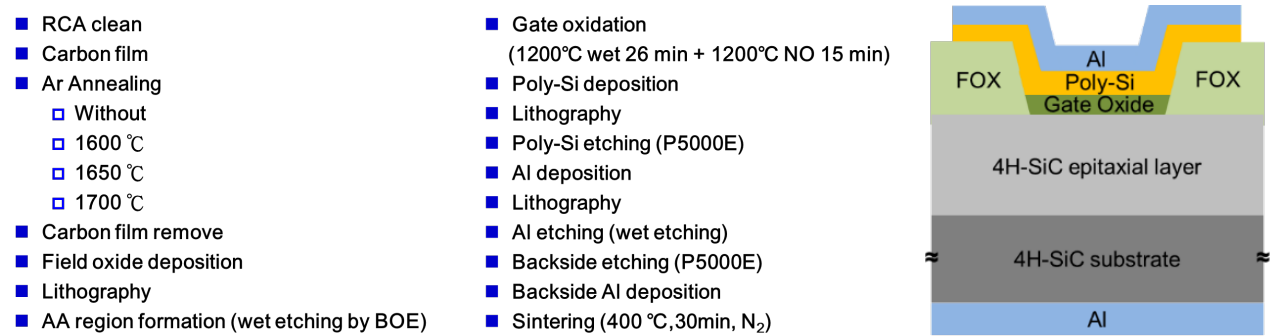 RCA clean
Carbon film
Ar Annealing
Without
1600 ℃
1650 ℃
1700 ℃
Carbon film remove
Field oxide deposition
Lithography
AA region formation (wet etching by BOE)
Gate oxidation
(1200℃ wet 26 min + 1200℃ NO 15 min)
Poly-Si deposition
Lithography
Poly-Si etching (P5000E)
Al deposition
Lithography
Al etching (wet etching)
Backside etching (P5000E)
Backside Al deposition
Sintering (400 ℃,30min, N₂)
Al
FOX
Poly-Si
FOX
Gate Oxide
4H-SiC epitaxial layer
4H-SiC substrate
Al